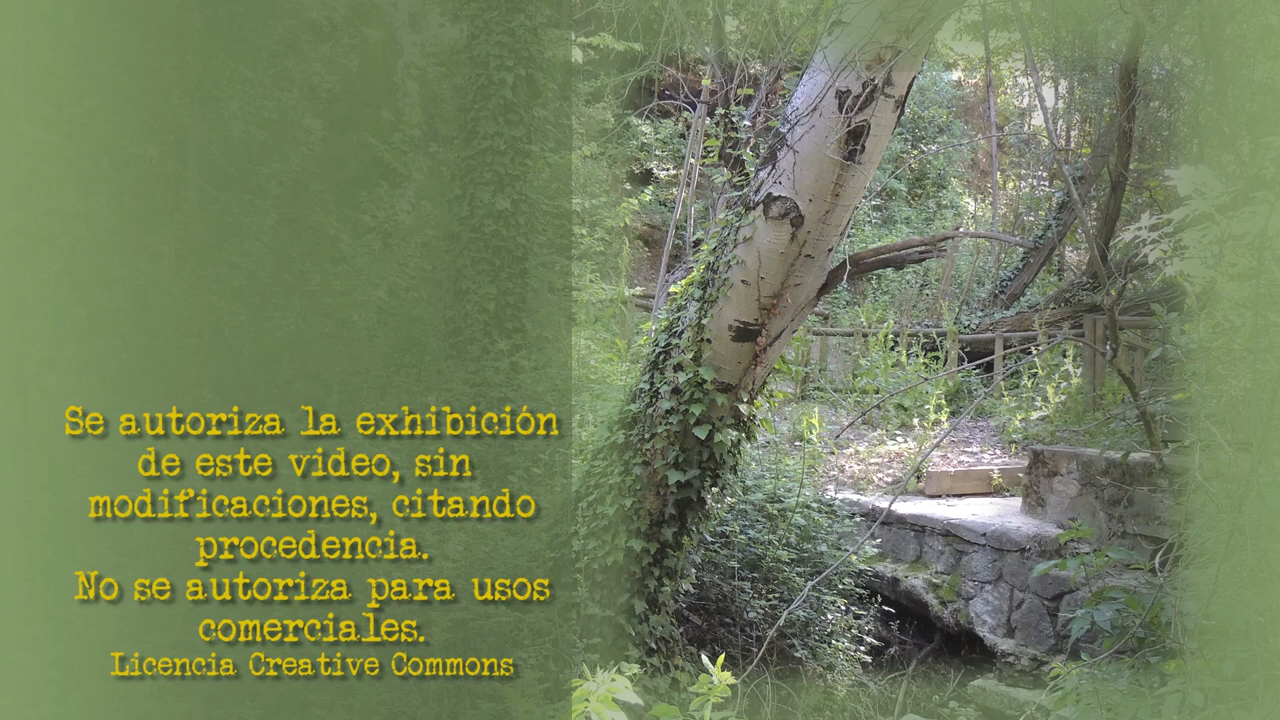 Se autoriza la exhibición
de este video, sin
modificaciones, citando
procedencia.
No se autoriza para usos
comerciales.
Licencia Creative Commons